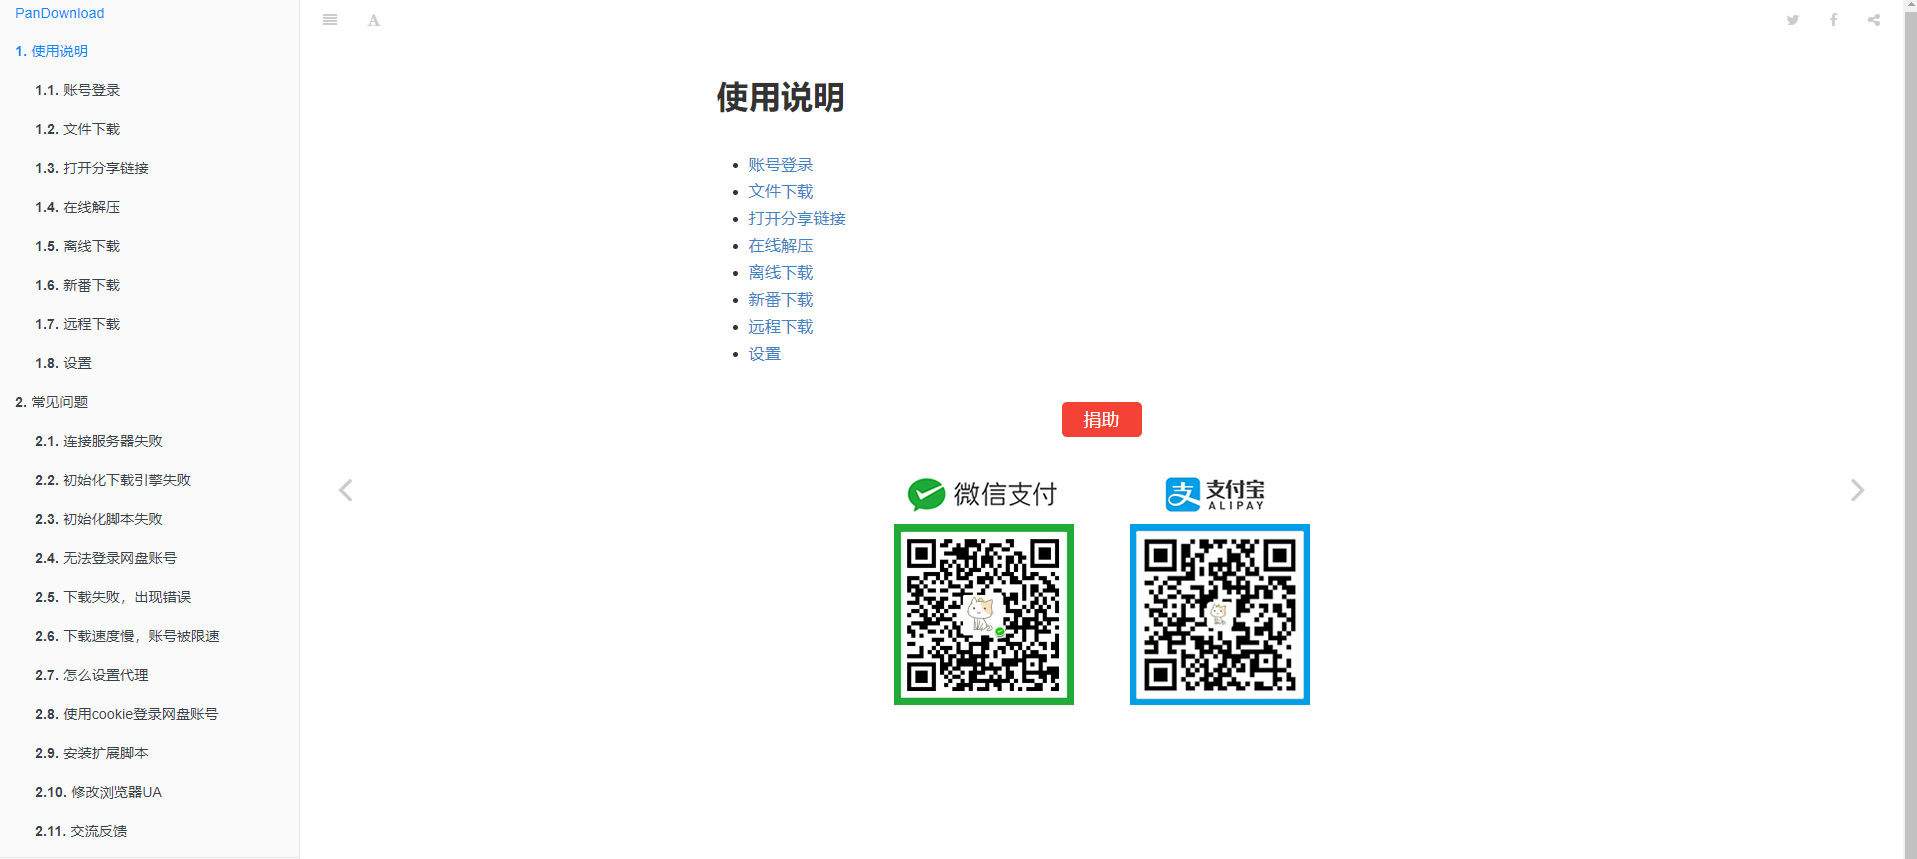 PanDownload
1. 使用说明
1.1. 账号登录
1.2. 文件下载
1.3. 打开分享链接
1.4. 在线解压
1.5. 离线下载
1.6. 新番下载
1.7. 远程下载
1.8. 设置
2. 常见问题
2.1. 连接服务器失败
2.2. 初始化下载引擎失败
2.3. 初始化脚本失败
2.4. 无法登录网盘账号
2.5. 下载失败，出现错误
2.6. 下载速度慢，账号被限速
2.7. 怎么设置代理
2.8. 使用cookie登录网盘账号
2.9. 安装扩展脚本
2.10. 修改浏览器UA
2.11. 交流反馈
A
使用说明
账号登录
文件下载
打开分享链接
在线解压
离线下载
新番下载
远程下载
设置
捐助
微信支付
支 支付宝
ALIPAY